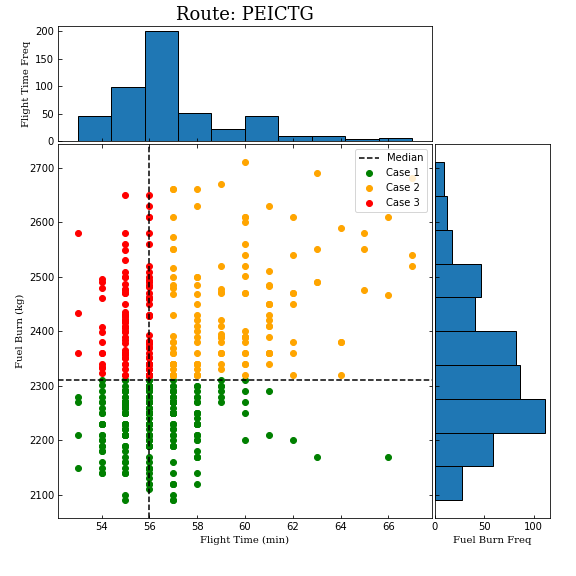 Route: PEICTG
Flight Time Freq
200
150
100
50
0
Median
Case 1
Case 2
Case 3
Fuel Burn (kg)
2700
2600
2500
2400
2300
2200
2100
54 56 58 60 62 64 66
Flight Time (min)
0 50 100
Fuel Burn Freq